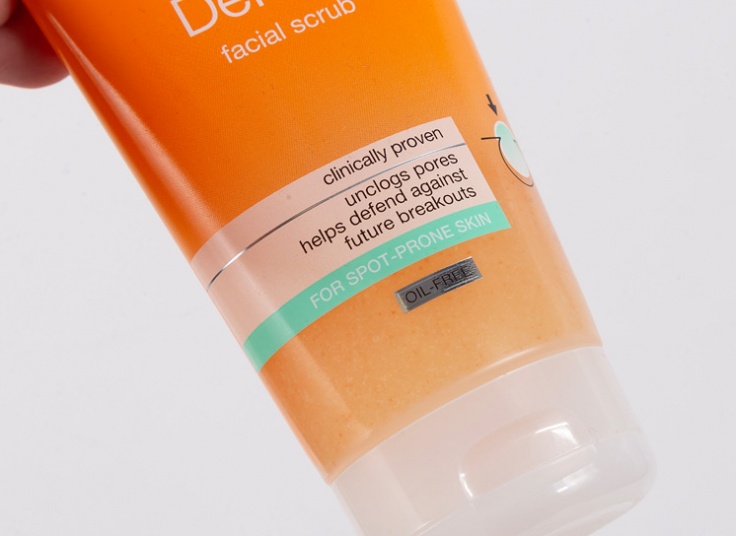 facial scrub
clinically proven
unclogs pores
helps defend against
future breakouts
FOR SPOT-PRONE SKIN
OIL-FREE